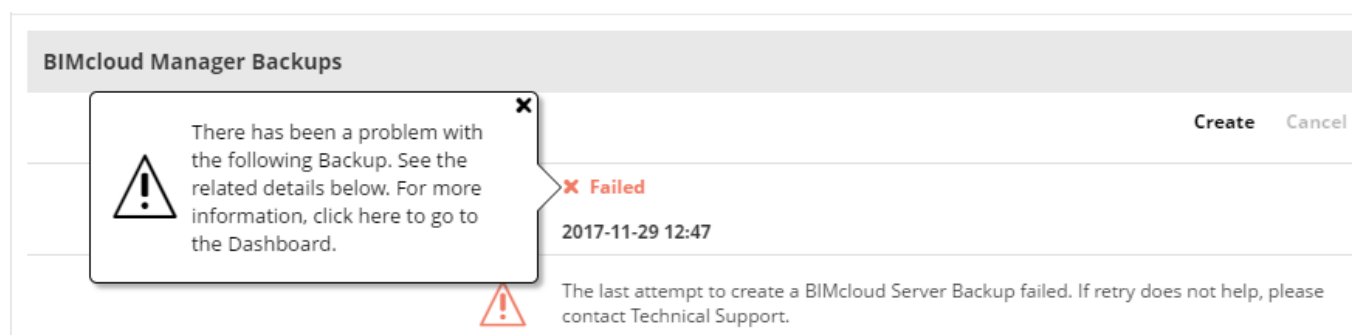 BIMcloud Manager Backups
There has been a problem with
the following Backup. See the
related details below. For more
information, click here to go to
the Dashboard.
Create Cancel
Failed
2017-11-29 12:47
The last attempt to create a BIMcloud Server Backup failed. If retry does not help, please
contact Technical Support.